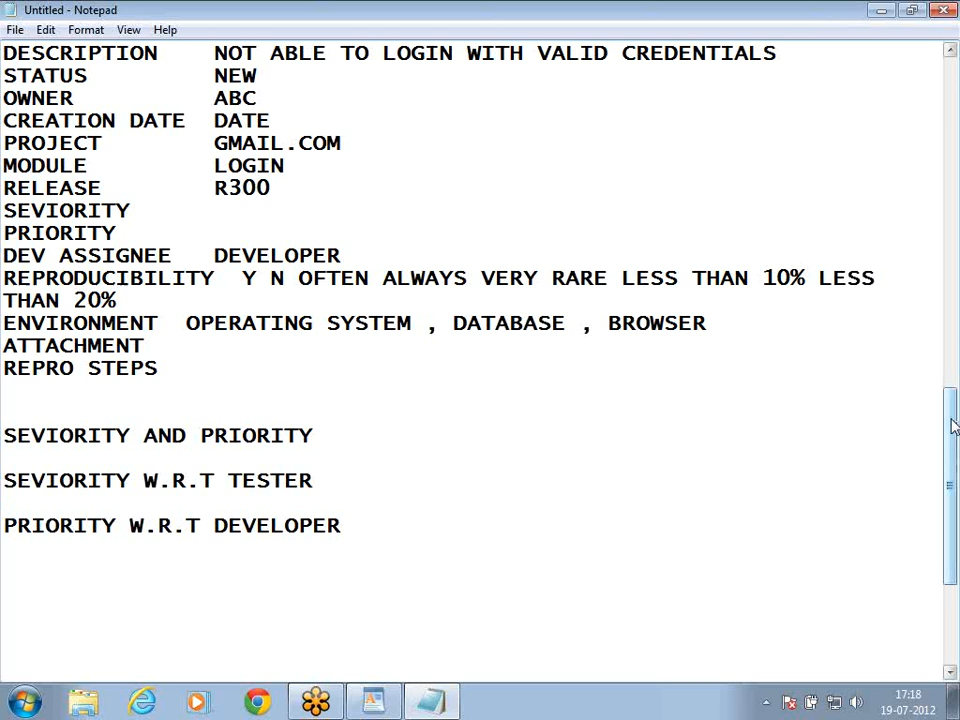 Untitled - Notepad
File Edit Format View Help
DESCRIPTION NOT ABLE TO LOGIN WITH VALID CREDENTIALS
STATUS NEW
OWNER ABC
CREATION DATE DATE
PROJECT GMAIL.COM
MODULE LOGIN
RELEASE R300
SEVIORITY
PRIORITY
DEV ASSIGNEE DEVELOPER
REPRODUCIBILITY Y N OFTEN ALWAYS VERY RARE LESS THAN 10% LESS
THAN 20%
ENVIRONMENT OPERATING SYSTEM , DATABASE , BROWSER
ATTACHMENT
REPRO STEPS
SEVIORITY AND PRIORITY
SEVIORITY W.R.T TESTER
PRIORITY W.R.T DEVELOPER
17:18
19-07-2012